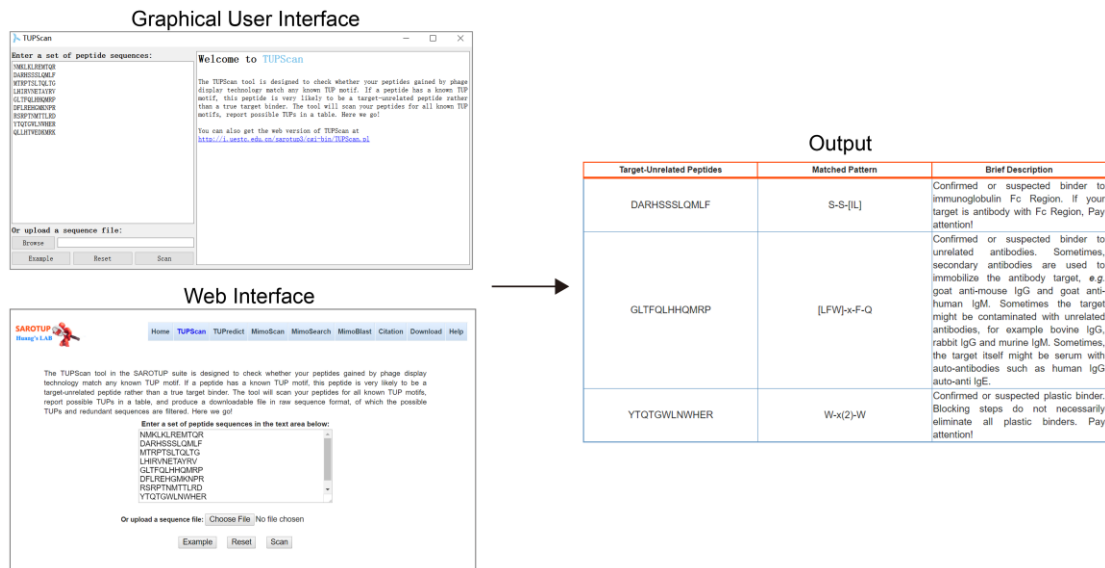 Graphical User Interface
TUPScan
Enter a set of peptide sequences:
NMKLKLREMTQR
DARHSSSLQMLF
MTRPTSLTQLTG
LHIRVNETAYRV
GLTFQLHHQMRP
DFLREHGMKNPR
RSRPTNMTTLRD
YTQTGWLNWHER
QLLHTWEDKMRK
Or upload a sequence file:
Browse
Example Reset Scan
Welcome to TUPScan
The TUPScan tool is designed to check whether your peptides gained by phage
display technology match any known TUP motif. If a peptide has a known TUP
motif, this peptide is very likely to be a target-unrelated peptide rather
than a true target binder. The tool will scan your peptides for all known TUP
motifs, report possible TUPs in a table. Here we go!
You can also get the web version of TUPScan at
http://i.uestc.edu.cn/sarotup3/cgi-bin/TUPScan.pl
Web Interface
SAROTUP
Huang's LAB
Home TUPScan TUPredict MimoScan MimoSearch MimoBlast Citation Download Help
The TUPScan tool in the SAROTUP suite is designed to check whether your peptides gained by phage display
technology match any known TUP motif. If a peptide has a known TUP motif, this peptide is very likely to be a
target-unrelated peptide rather than a true target binder. The tool will scan your peptides for all known TUP motifs,
report possible TUPs in a table, and produce a downloadable file in raw sequence format, of which the possible
TUPs and redundant sequences are filtered. Here we go!
Enter a set of peptide sequences in the text area below:
NMKLKLREMTQR
DARHSSSLQMLF
MTRPTSLTQLTG
LHIRVNETAYRV
GLTFQLHHQMRP
DFLREHGMKNPR
RSRPTNMTTLRD
YTQTGWLNWHER
Or upload a sequence file: Choose File No file chosen
Example Reset Scan
Output
Target-Unrelated Peptides Matched Pattern Brief Description
DARHSSSLQMLF
S-S-[IL]
Confirmed or suspected binder to
immunoglobulin Fc Region. If your
target is antibody with Fc Region, Pay
attention!
GLTFQLHHQMRP
[LFW]-x-F-Q
Confirmed or suspected binder to
unrelated antibodies. Sometimes,
secondary antibodies are used to
immobilize the antibody target, e.g.
goat anti-mouse IgG and goat anti-
human IgM. Sometimes the target
might be contaminated with unrelated
antibodies, for example bovine IgG,
rabbit IgG and murine IgM. Sometimes,
the target itself might be serum with
auto-antibodies such as human IgG
auto-anti IgE.
YTQTGWLNWHER
W-x(2)-W
Confirmed or suspected plastic binder.
Blocking steps do not necessarily
eliminate all plastic binders. Pay
attention!